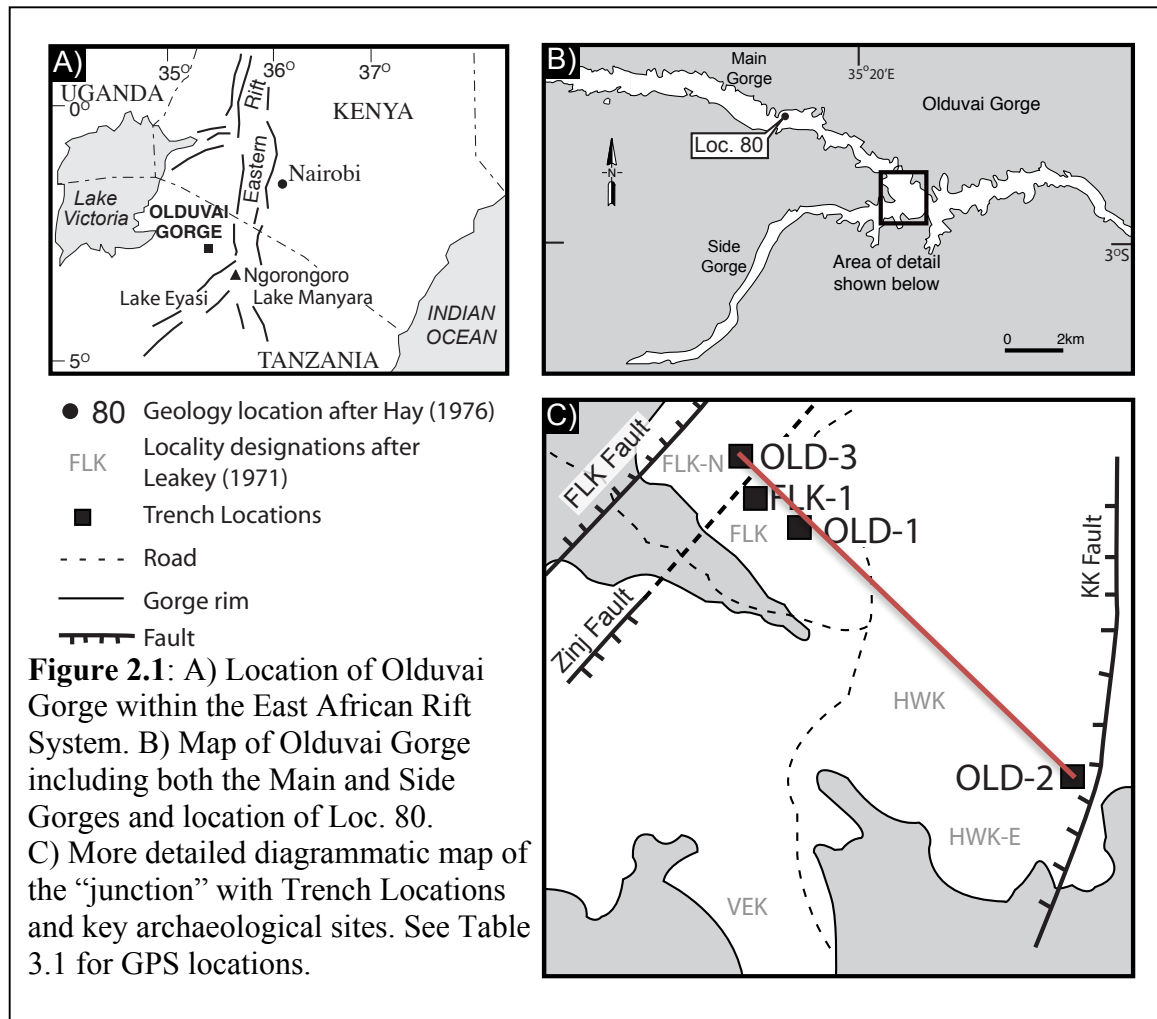 A)
35O
36O
37O
UGANDA
0O
Rift
KENYA
Eastern
Nairobi
Lake
Victoria
OLDUVAI
GORGE
Ngorongoro
Lake Eyasi
Lake Manyara
INDIAN
OCEAN
5O
TANZANIA
B)
Main
Gorge
35°20'E
Olduvai Gorge
Loc. 80
N
Side
Gorge
Area of detail
shown below
3OS
0 2km
80 Geology location after Hay (1976)
FLK Locality designations after
Leakey (1971)
Trench Locations
Road
Gorge rim
Fault
C)
FLK Fault
FLK-N
OLD-3
FLK-1
FLK
OLD-1
Zinj Fault
KK Fault
HWK
OLD-2
HWK-E
VEK
Figure 2.1: A) Location of Olduvai
Gorge within the East African Rift
System. B) Map of Olduvai Gorge
including both the Main and Side
Gorges and location of Loc. 80.
C) More detailed diagrammatic map of
the “junction” with Trench Locations
and key archaeological sites. See Table
3.1 for GPS locations.